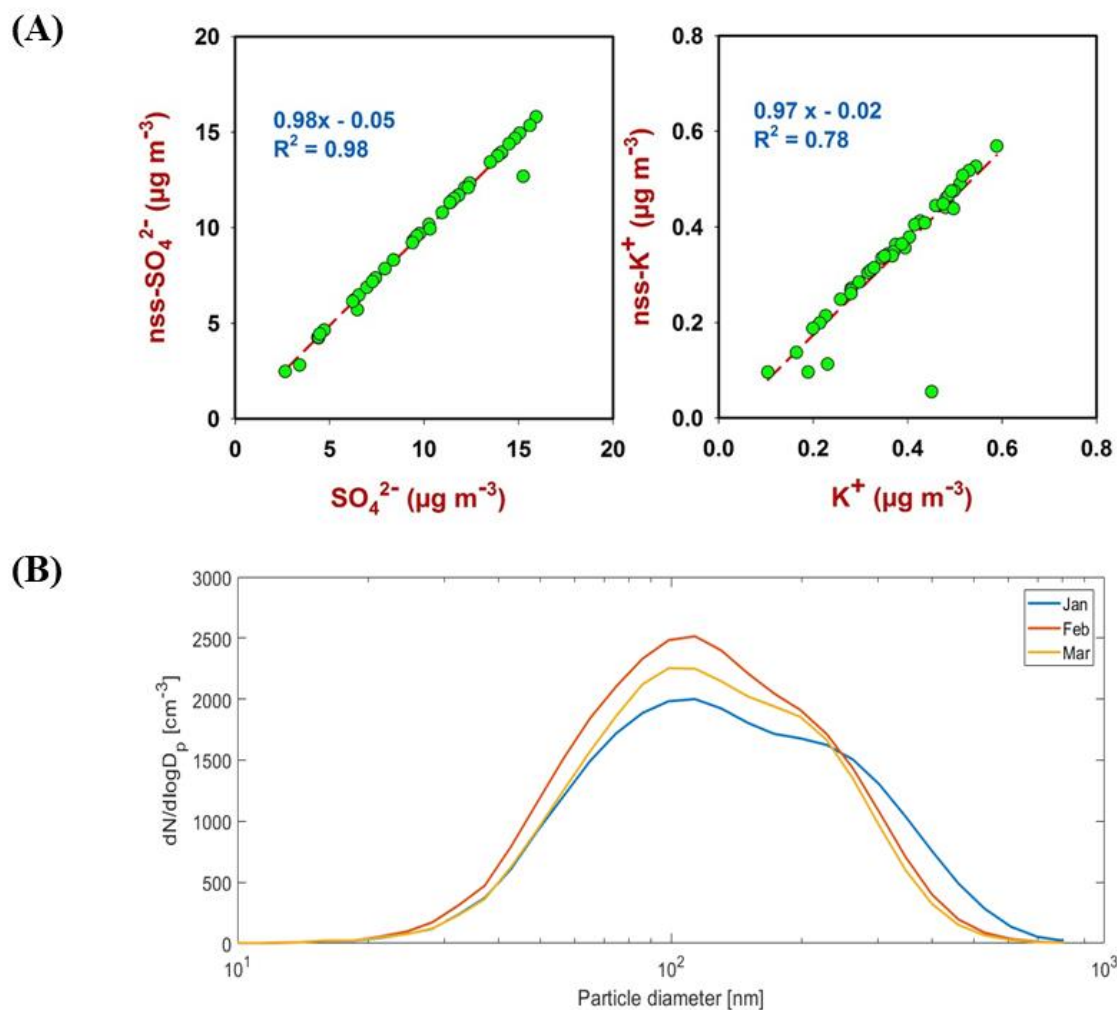 (A)
20
15
10
5
0
nss-SO₄²⁻ (µg m⁻³)
0.98x - 0.05
R² = 0.98
0 5 10 15 20
SO₄²⁻ (µg m⁻³)
0.8
0.6
0.4
0.2
0.0
nss-K⁺ (µg m⁻³)
0.97 x - 0.02
R² = 0.78
0.0 0.2 0.4 0.6 0.8
K⁺ (µg m⁻³)
(B)
3000
2500
2000
1500
1000
500
0
dN/dlogDₚ [cm⁻³]
Jan
Feb
Mar
10¹ 10² 10³
Particle diameter [nm]